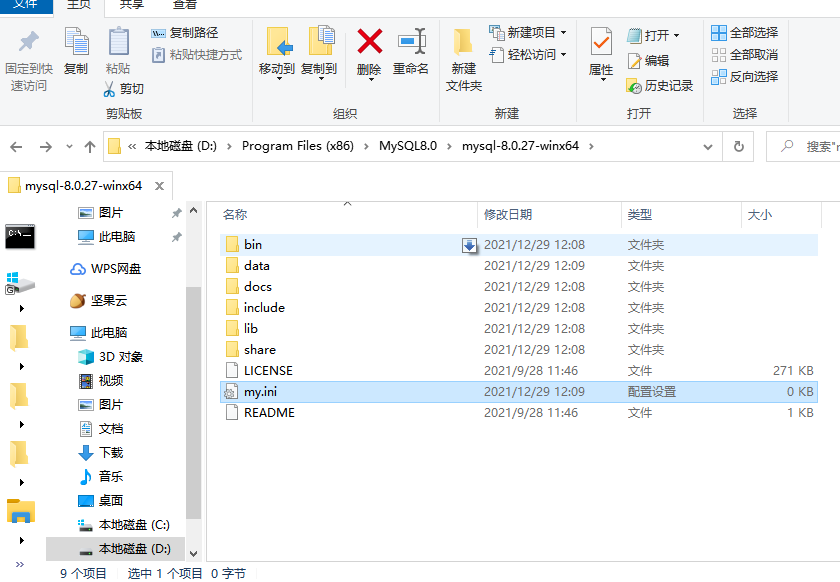 文件 主页 共享 查看
固定到快速访问
复制
粘贴
复制路径
粘贴快捷方式
剪切
剪贴板
移动到
复制到
删除
重命名
组织
新建
文件夹
新建项目
轻松访问
新建
属性
打开
编辑
历史记录
打开
全部选择
全部取消
反向选择
选择
« 本地磁盘 (D:) › Program Files (x86) › MySQL8.0 › mysql-8.0.27-winx64 ›
搜索"
mysql-8.0.27-winx64
名称 修改日期 类型 大小
图片
此电脑
WPS网盘
坚果云
此电脑
3D 对象
视频
图片
文档
下载
音乐
桌面
本地磁盘 (C:)
本地磁盘 (D:)
bin 2021/12/29 12:08 文件夹
data 2021/12/29 12:09 文件夹
docs 2021/12/29 12:08 文件夹
include 2021/12/29 12:08 文件夹
lib 2021/12/29 12:08 文件夹
share 2021/12/29 12:08 文件夹
LICENSE 2021/9/28 11:46 文件 271 KB
my.ini 2021/12/29 12:09 配置设置 0 KB
README 2021/9/28 11:46 文件 1 KB
9 个项目 选中 1 个项目 0 字节